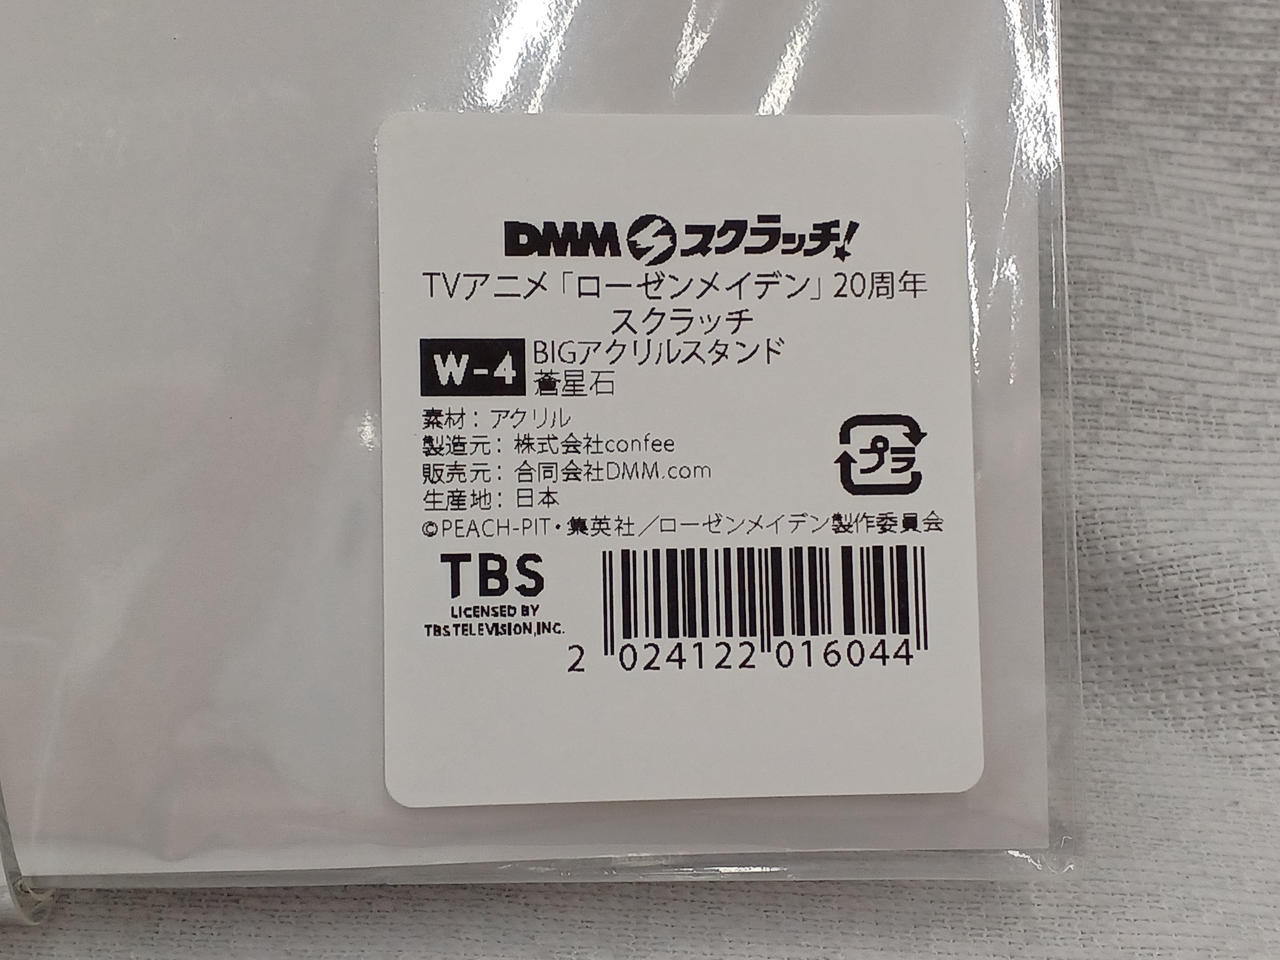 DMMスクラッチ!
TVアニメ「ローゼンメイデン」20周年
スクラッチ
W-4 BIGアクリルスタンド
蒼星石
素材：アクリル
製造元：株式会社confee
販売元：合同会社DMM.com
生産地：日本
プラ
©PEACH-PIT・集英社／ローゼンメイデン製作委員会
TBS
LICENSED BY
TBS TELEVISION,INC.
2 024122 016044